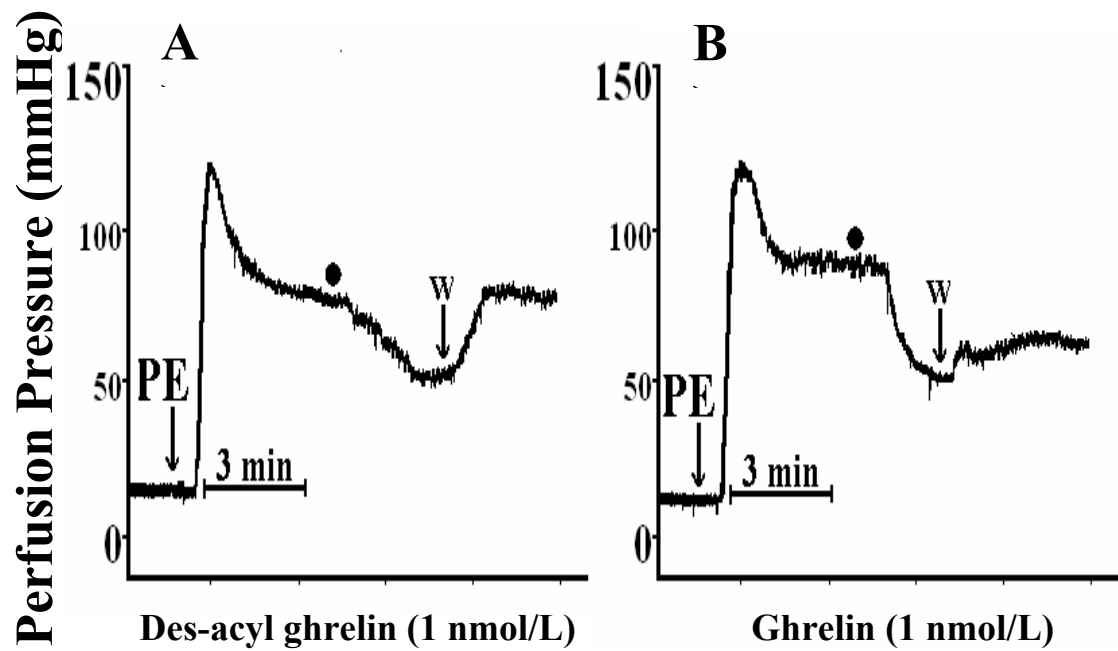 Perfusion Pressure (mmHg)
A
150
100
50
0
PE
W
3 min
Des-acyl ghrelin (1 nmol/L)
B
150
100
50
0
PE
W
3 min
Ghrelin (1 nmol/L)